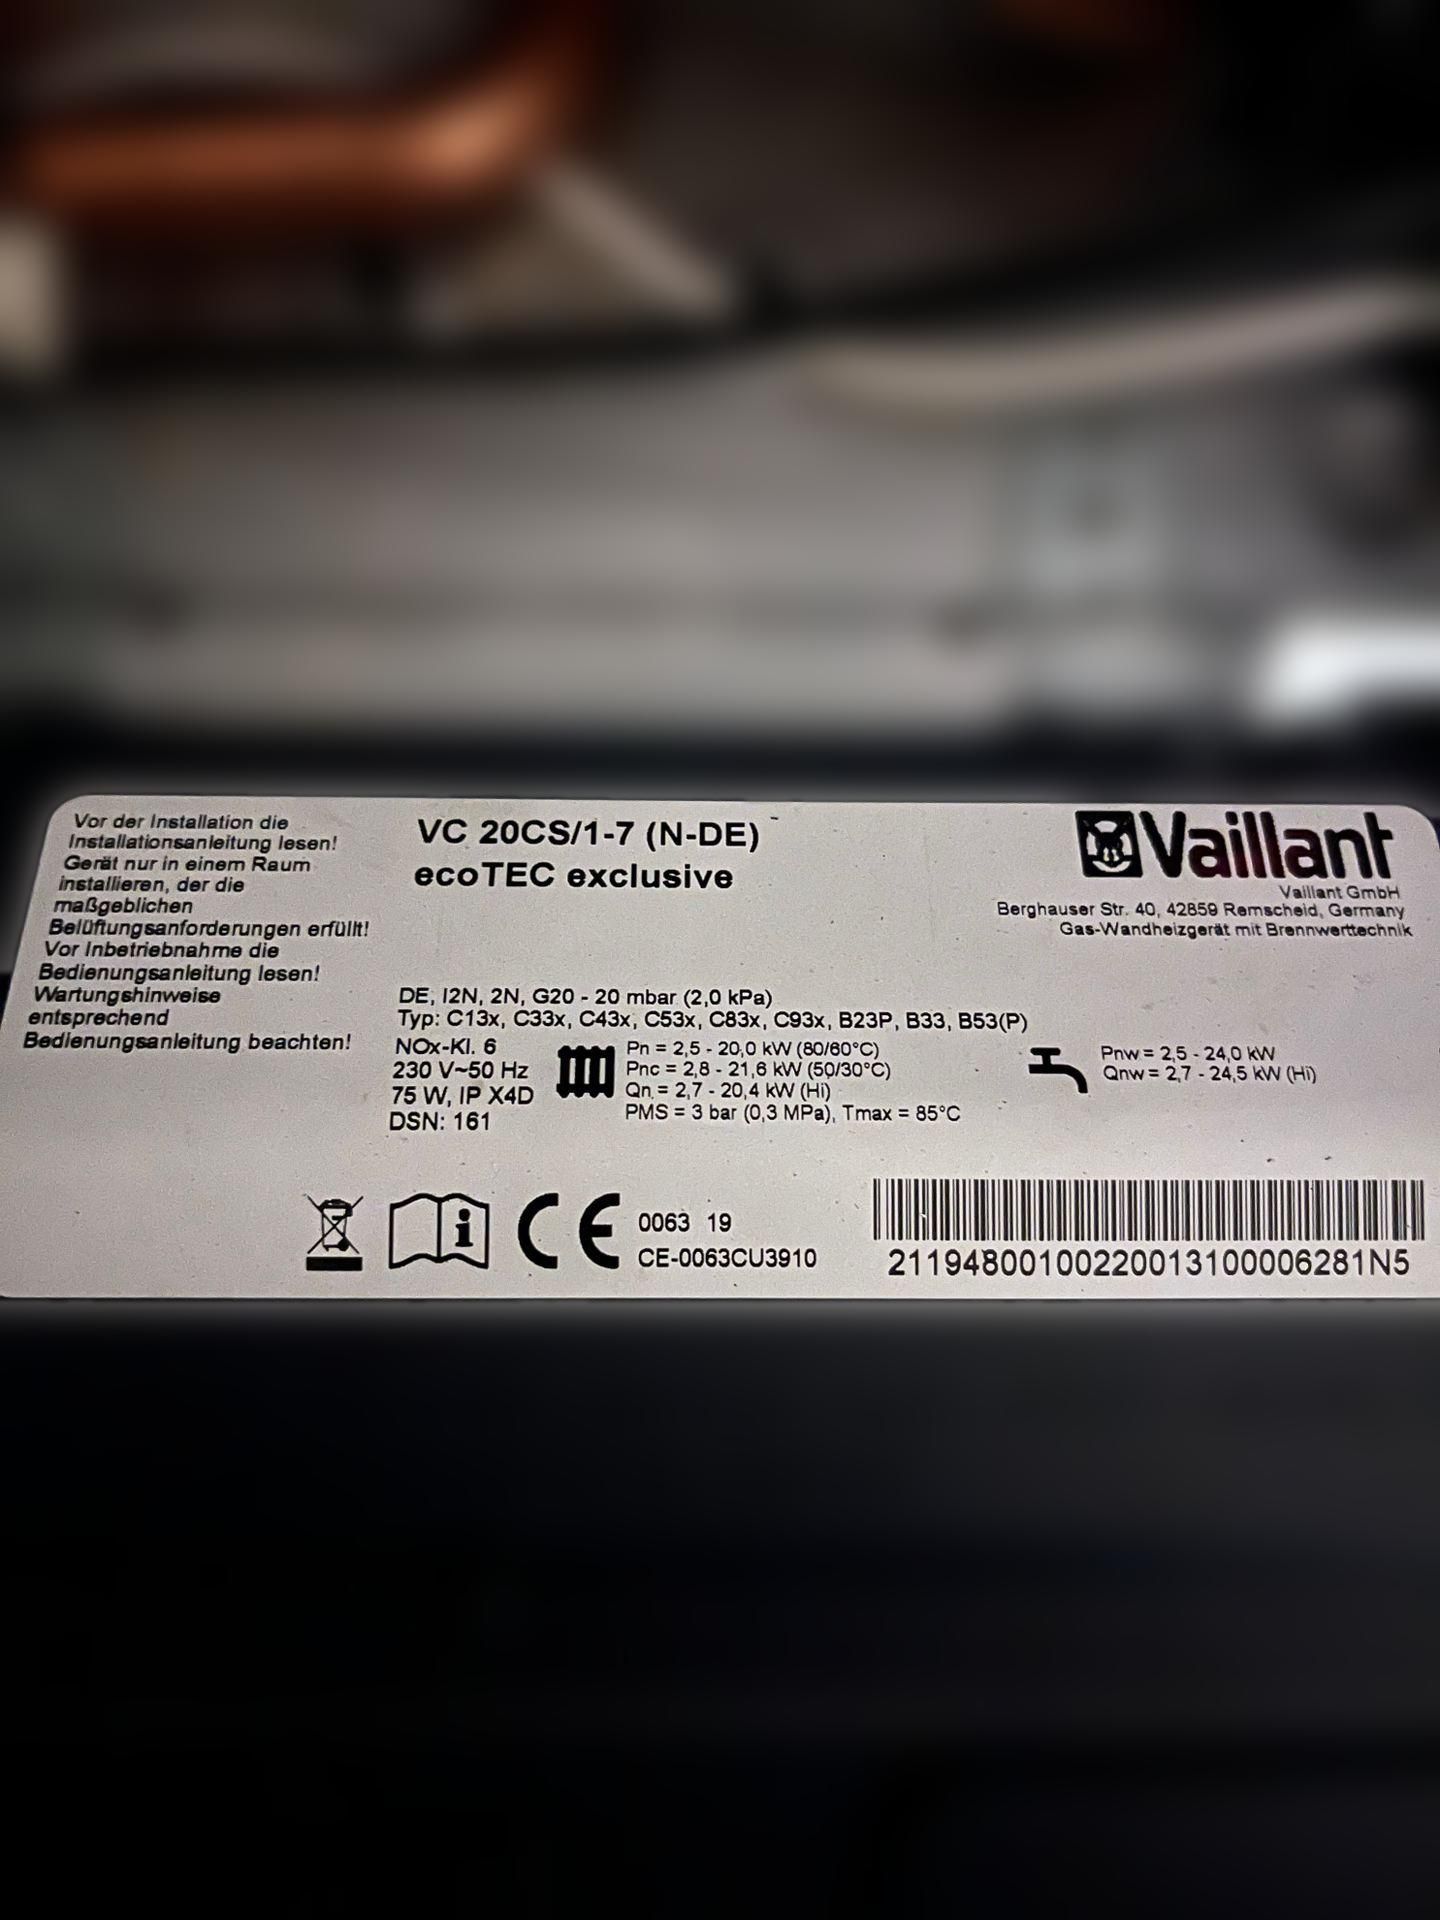 Vor der Installation die
Installationsanleitung lesen!
Gerät nur in einem Raum
installieren, der die
maßgeblichen
Belüftungsanforderungen erfüllt!
Vor Inbetriebnahme die
Bedienungsanleitung lesen!
Wartungshinweise
entsprechend
Bedienungsanleitung beachten!
VC 20CS/1-7 (N-DE)
ecoTEC exclusive
Vaillant
Vaillant GmbH
Berghauser Str. 40, 42859 Remscheid, Germany
Gas-Wandheizgerät mit Brennwerttechnik
DE, I2N, 2N, G20 - 20 mbar (2,0 kPa)
Typ: C13x, C33x, C43x, C53x, C83x, C93x, B23P, B33, B53(P)
NOx-Kl. 6
230 V~50 Hz
75 W, IP X4D
DSN: 161
Pn = 2,5 - 20,0 kW (80/60°C)
Pnc = 2,8 - 21,6 kW (50/30°C)
Qn = 2,7 - 20,4 kW (Hi)
PMS = 3 bar (0,3 MPa), Tmax = 85°C
Pnw = 2,5 - 24,0 kW
Qnw = 2,7 - 24,5 kW (Hi)
CE 0063 19
CE-0063CU3910
21194800100220013100006281N5